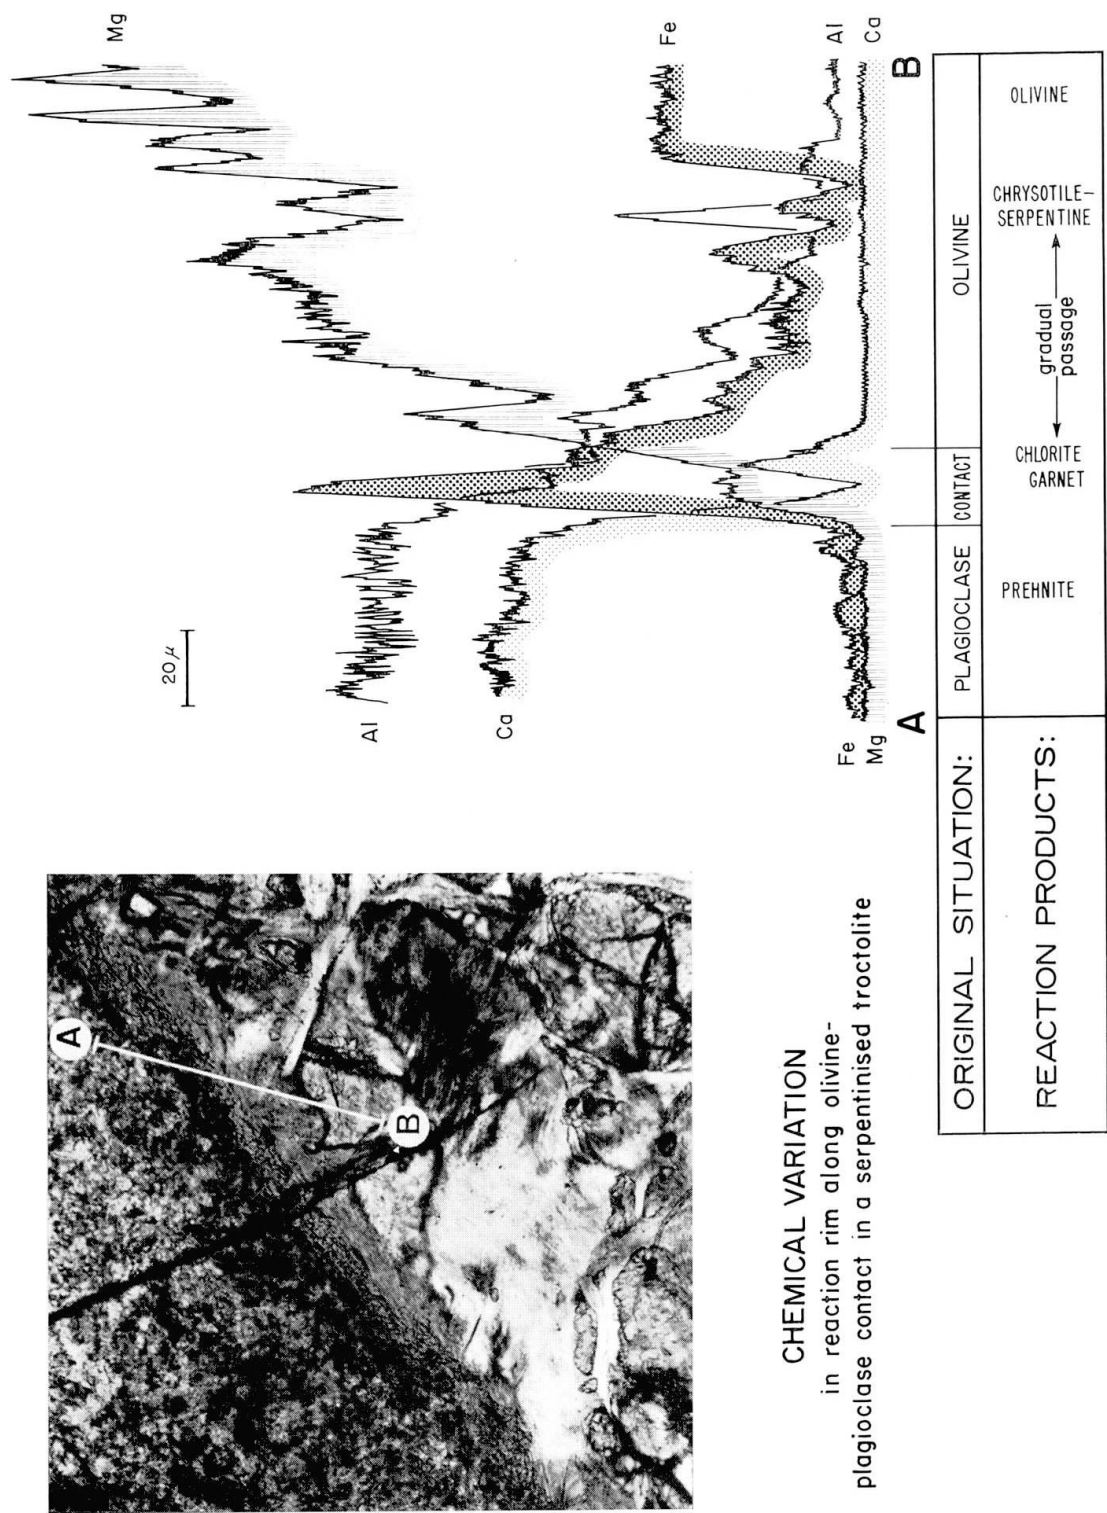 A
B
CHEMICAL VARIATION
in reaction rim along olivine-
plagioclase contact in a serpentinised troctolite
20 μ
Al
Ca
Fe
Mg
A
Mg
Fe
Al
Ca
B
ORIGINAL SITUATION:
PLAGIOCLASE
CONTACT
OLIVINE
REACTION PRODUCTS:
PREHNITE
CHLORITE
GARNET
gradual
passage
CHRYSOTILE-
SERPENTINE
OLIVINE